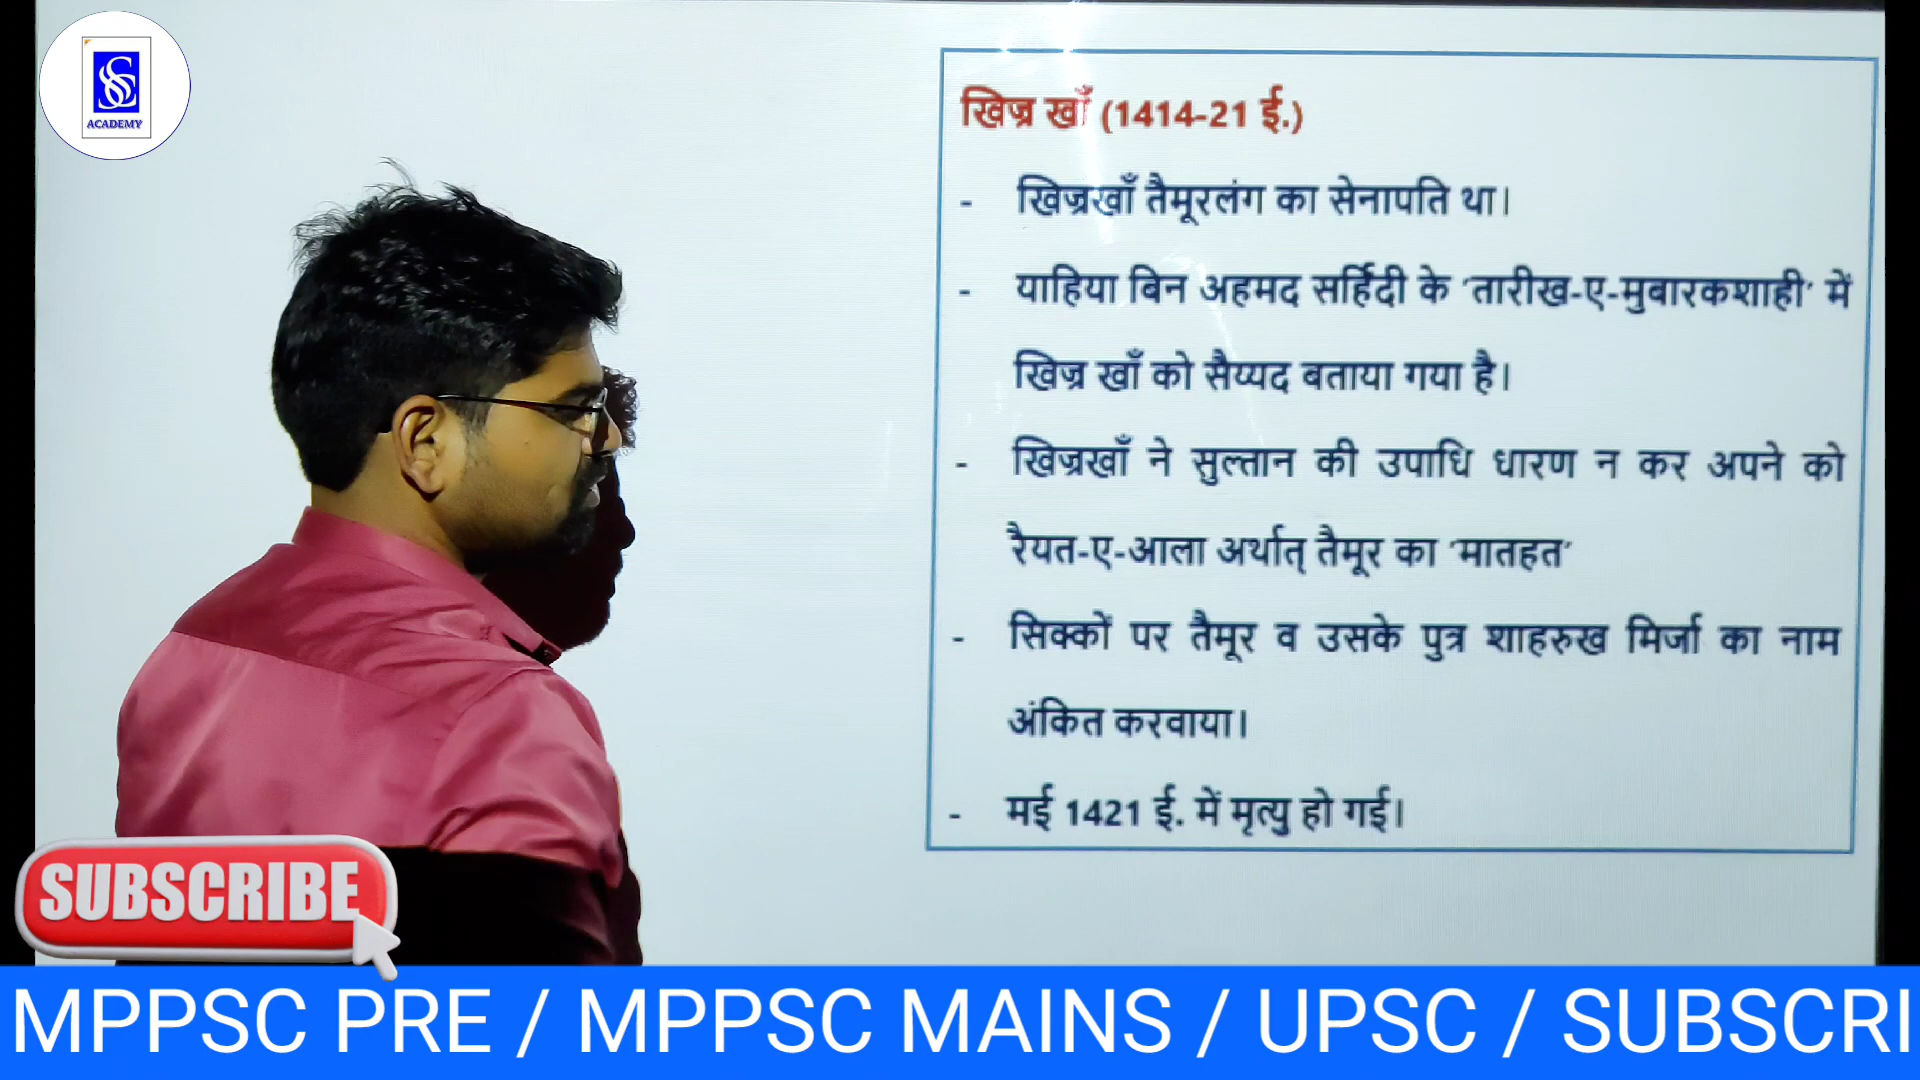 SS
ACADEMY
खिज्र खाँ (1414-21 ई.)
- खिज्रखाँ तैमूरलंग का सेनापति था।
- याहिया बिन अहमद सर्हिदी के 'तारीख-ए-मुबारकशाही' में
खिज्र खाँ को सैय्यद बताया गया है।
- खिज्रखाँ ने सुल्तान की उपाधि धारण न कर अपने को
रैयत-ए-आला अर्थात् तैमूर का 'मातहत'
- सिक्कों पर तैमूर व उसके पुत्र शाहरुख मिर्जा का नाम
अंकित करवाया।
- मई 1421 ई. में मृत्यु हो गई।
SUBSCRIBE
MPPSC PRE / MPPSC MAINS / UPSC / SUBSCRI